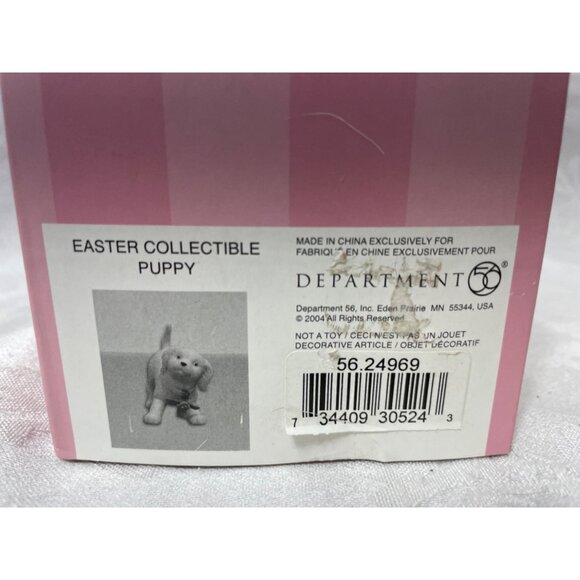 EASTER COLLECTIBLE
PUPPY
MADE IN CHINA EXCLUSIVELY FOR
FABRIQUÉ EN CHINE EXCLUSIVEMENT POUR
DEPARTMENT 56®
Department 56, Inc. Eden Prairie MN 55344, USA
© 2004 All Rights Reserved
NOT A TOY / CECI N'EST PAS UN JOUET
DECORATIVE ARTICLE / OBJET DÉCORATIF
56.24969
7 34409 30524 3